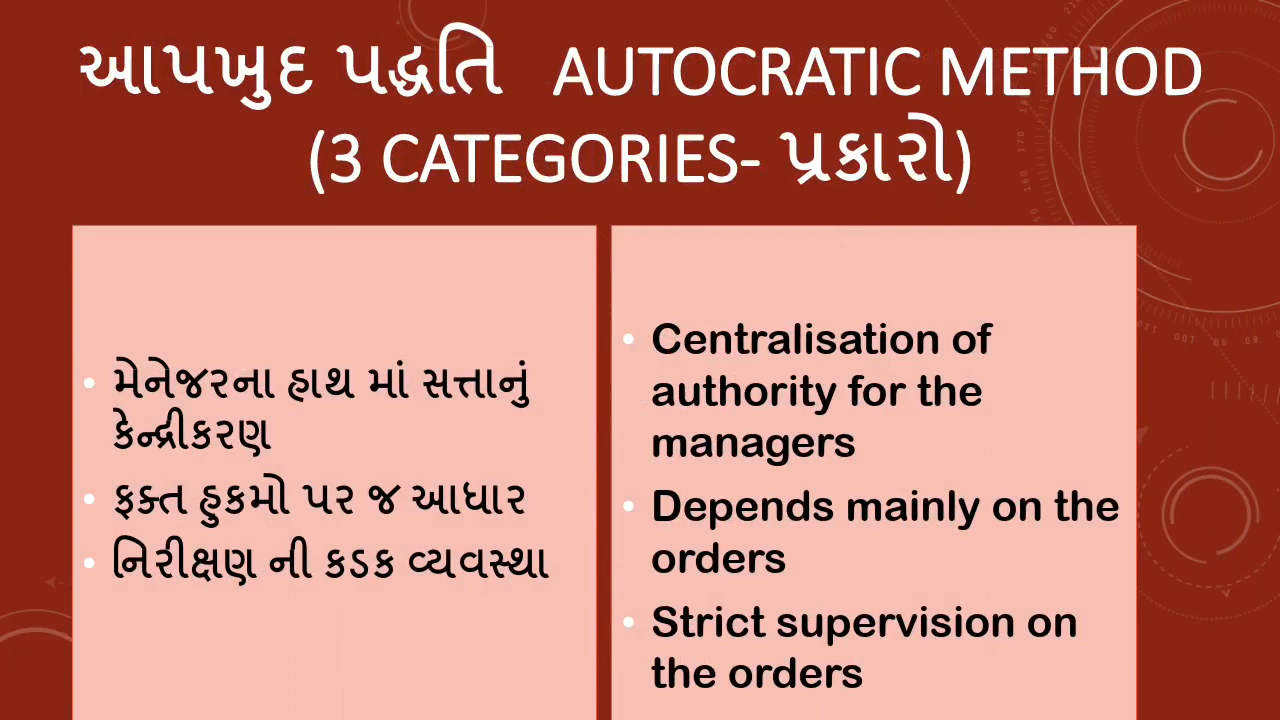 આપખુદ પદ્ધતિ AUTOCRATIC METHOD
(3 CATEGORIES- પ્રકારો)
• મેનેજરના હાથ માં સત્તાનું
કેન્દ્રીકરણ
• ફક્ત હુકમો પર જ આધાર
• નિરીક્ષણ ની કડક વ્યવસ્થા
• Centralisation of
authority for the
managers
• Depends mainly on the
orders
• Strict supervision on
the orders